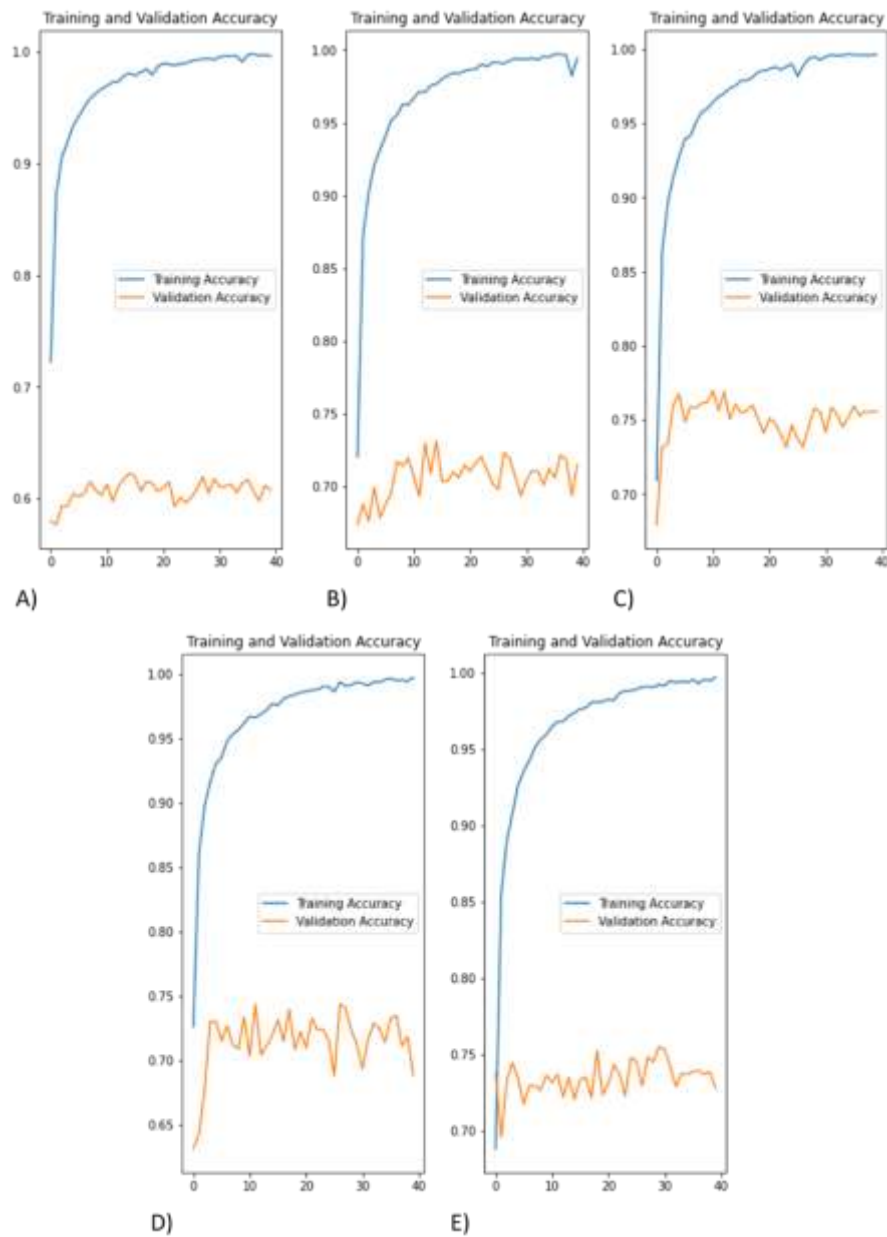 Training and Validation Accuracy
1.0
0.9
0.8
0.7
0.6
Training Accuracy
Validation Accuracy
0 10 20 30 40
A)
Training and Validation Accuracy
1.00
0.95
0.90
0.85
0.80
0.75
0.70
Training Accuracy
Validation Accuracy
0 10 20 30 40
B)
Training and Validation Accuracy
1.00
0.95
0.90
0.85
0.80
0.75
0.70
Training Accuracy
Validation Accuracy
0 10 20 30 40
C)
Training and Validation Accuracy
1.00
0.95
0.90
0.85
0.80
0.75
0.70
0.65
Training Accuracy
Validation Accuracy
0 10 20 30 40
D)
Training and Validation Accuracy
1.00
0.95
0.90
0.85
0.80
0.75
0.70
Training Accuracy
Validation Accuracy
0 10 20 30 40
E)